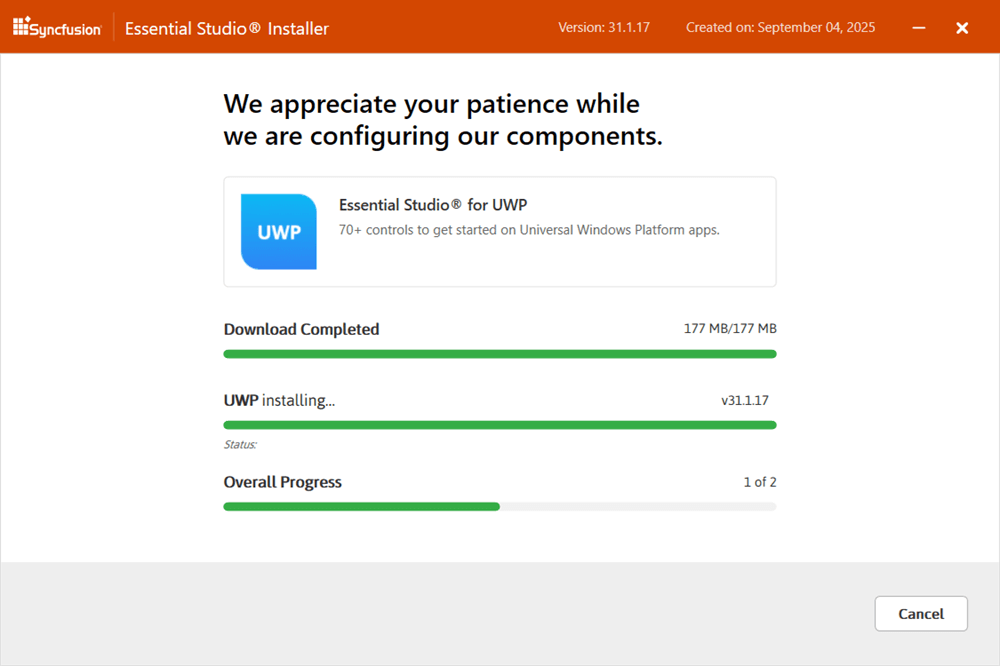 Syncfusion® Essential Studio® Installer Version: 31.1.17 Created on: September 04, 2025
We appreciate your patience while
we are configuring our components.
UWP
Essential Studio® for UWP
70+ controls to get started on Universal Windows Platform apps.
Download Completed 177 MB/177 MB
UWP installing... v31.1.17
Status:
Overall Progress 1 of 2
Cancel